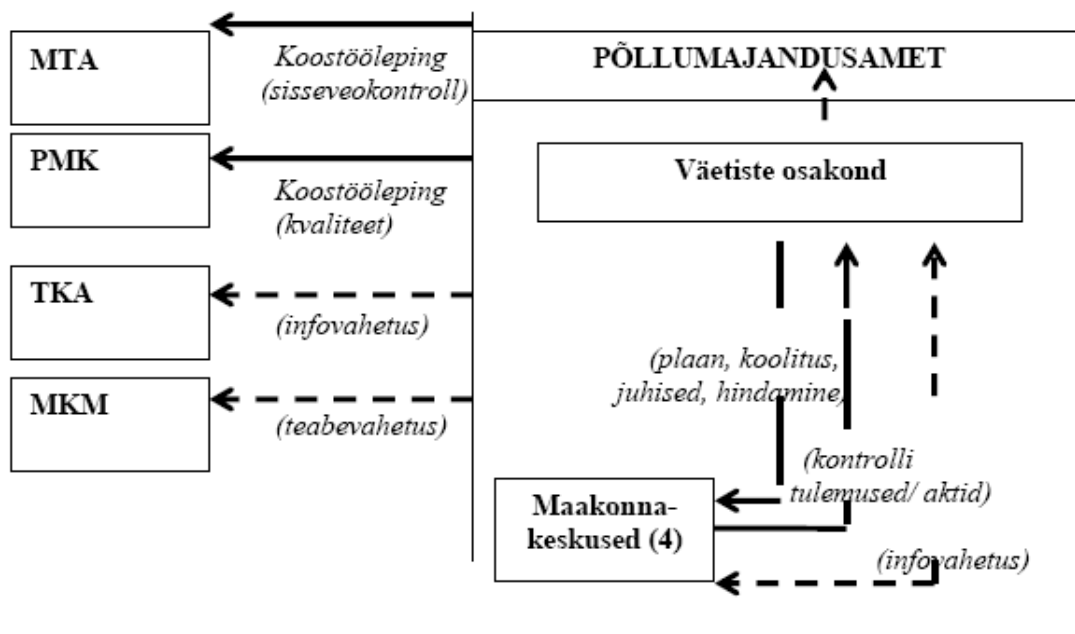 MTA
Koostööleping
(sisseveokontroll)
PÕLLUMAJANDUSAMET
PMK
Koostööleping
(kvaliteet)
Väetiste osakond
TKA
(infovahetus)
MKM
(teabevahetus)
(plaan, koolitus,
juhised, hindamine)
(kontrolli
tulemused/ aktid)
Maakonna-
keskused (4)
(infovahetus)